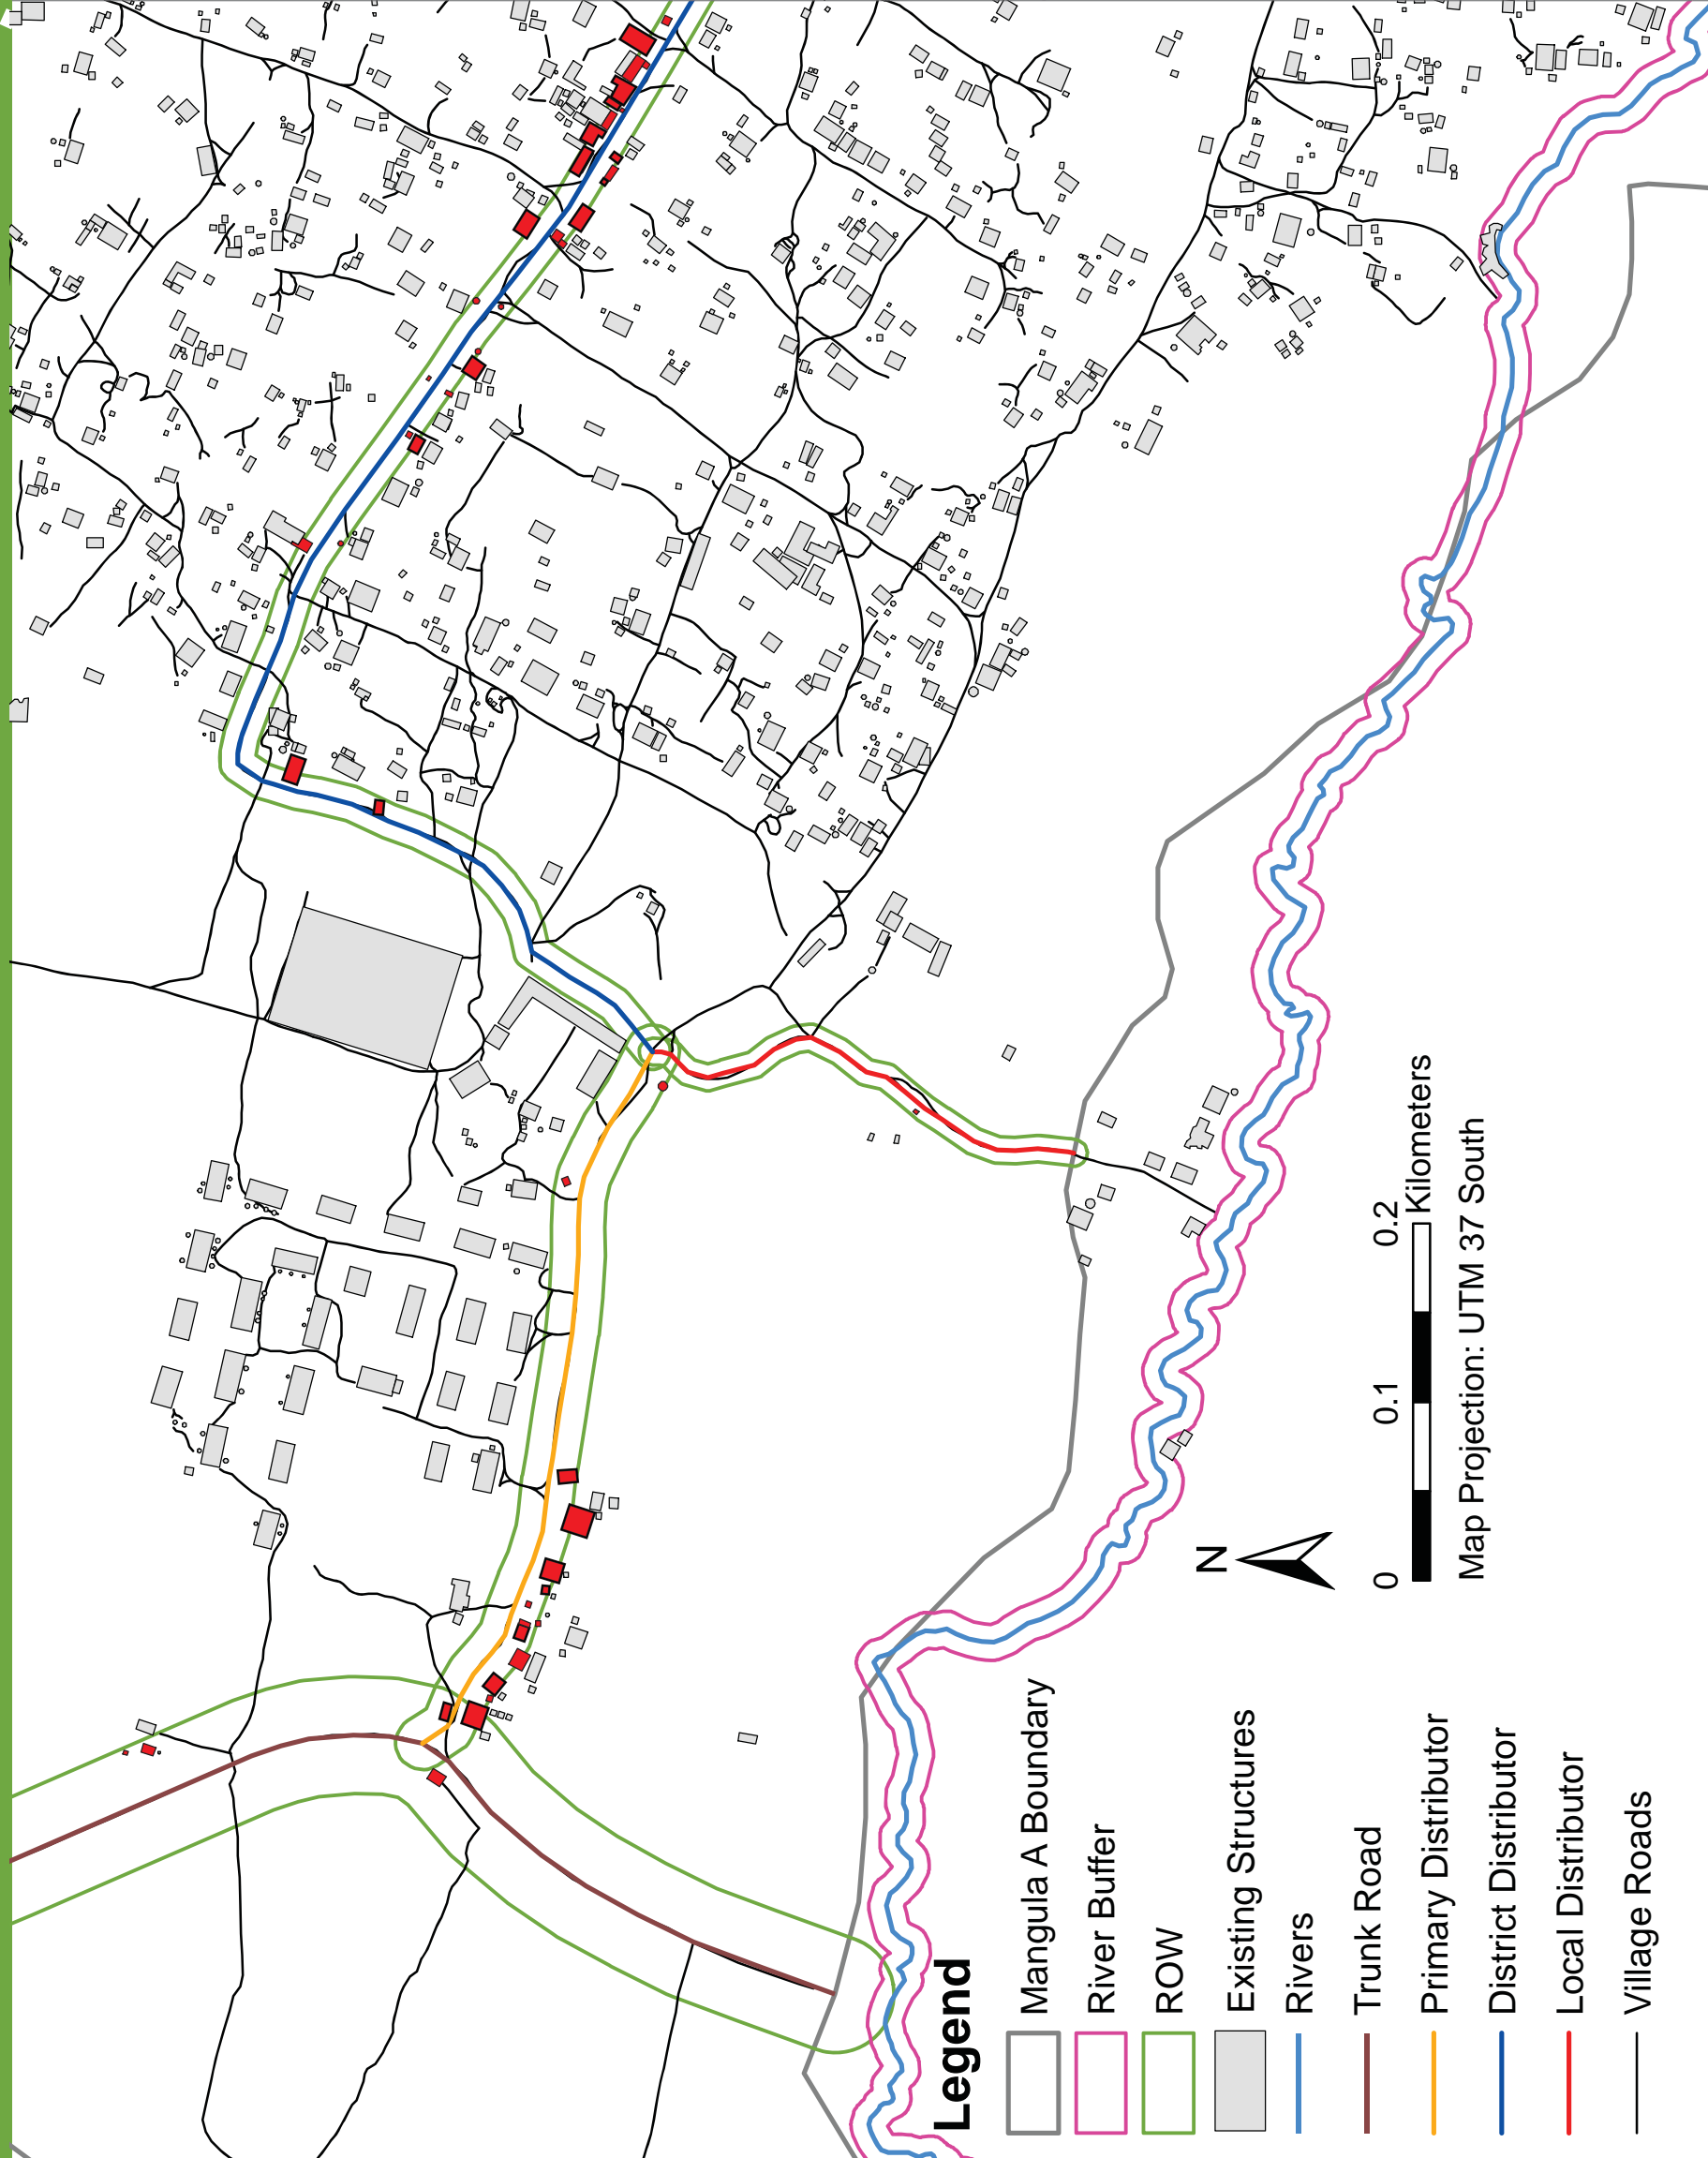 Legend
Mangula A Boundary
River Buffer
ROW
Existing Structures
Rivers
Trunk Road
Primary Distributor
District Distributor
Local Distributor
Village Roads
N
0 0.1 0.2
Kilometers
Map Projection: UTM 37 South